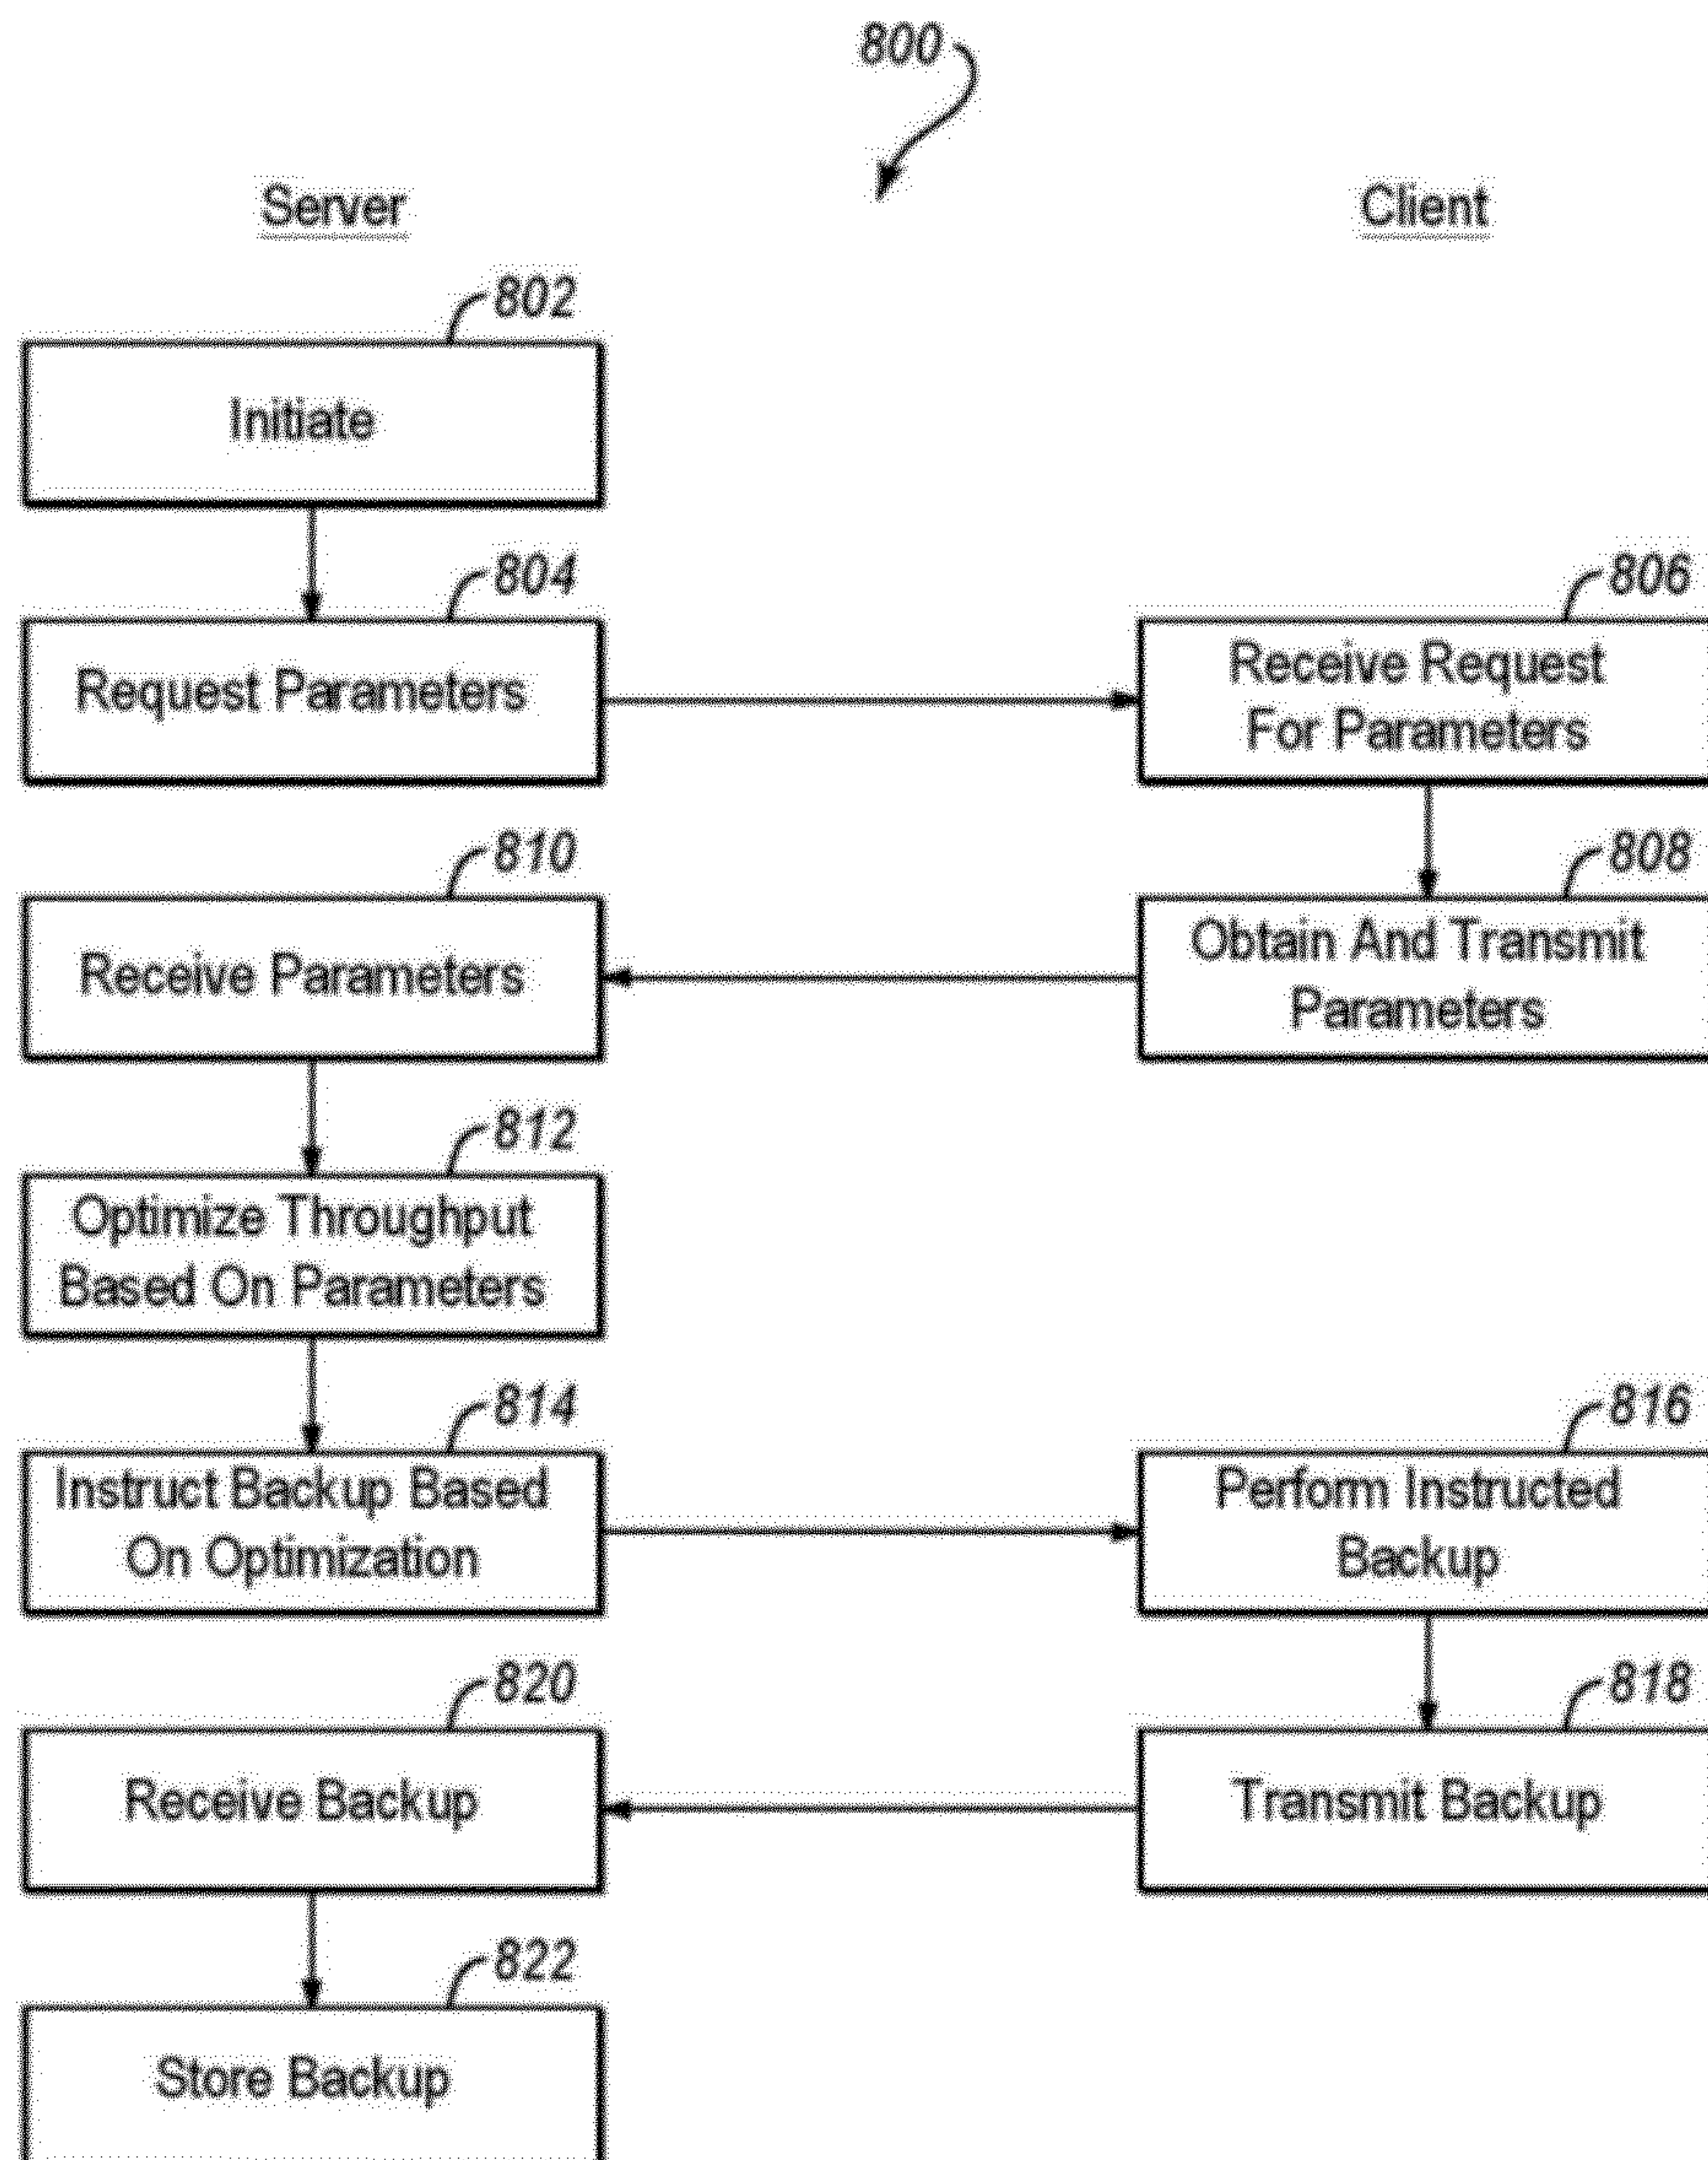 800
Server
Client
802
Initiate
804
Request Parameters
806
Receive Request
For Parameters
810
Receive Parameters
808
Obtain And Transmit
Parameters
812
Optimize Throughput
Based On Parameters
814
Instruct Backup Based
On Optimization
816
Perform Instructed
Backup
820
Receive Backup
818
Transmit Backup
822
Store Backup